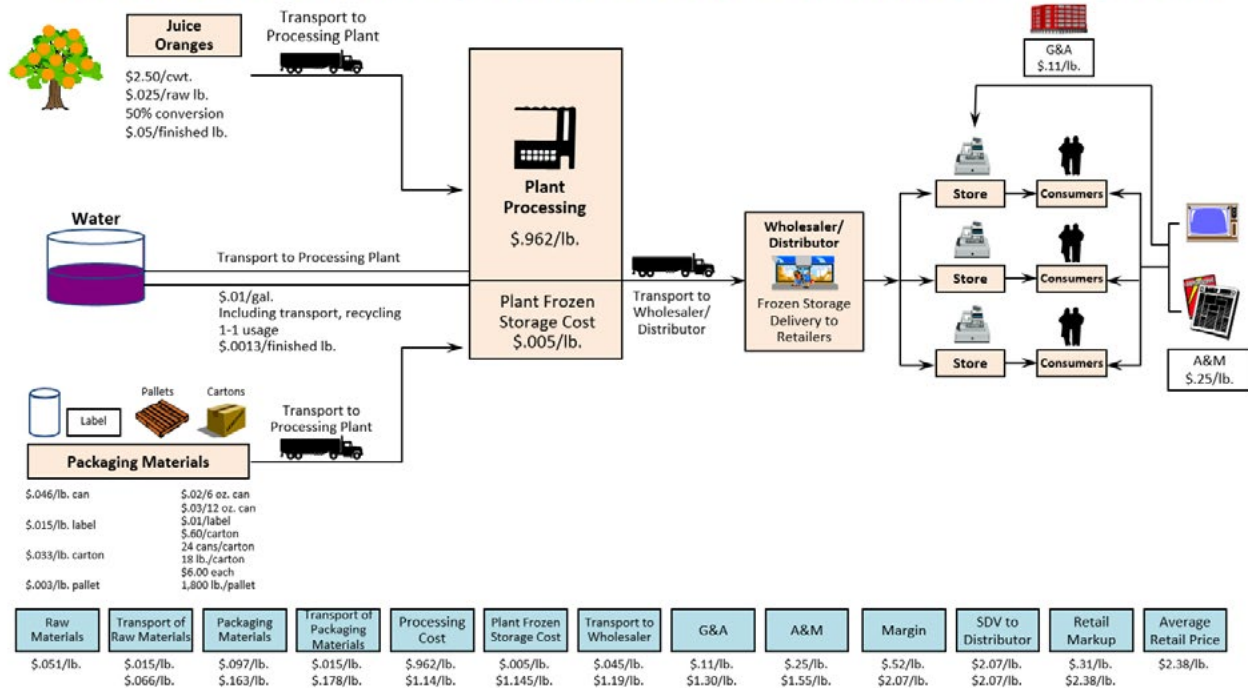 Juice
Oranges
$2.50/cwt.
$.025/raw lb.
50% conversion
$.05/finished lb.
Transport to
Processing Plant
Water
Transport to Processing Plant
$.01/gal.
Including transport, recycling
1-1 usage
$.0013/finished lb.
Label
Pallets
Cartons
Packaging Materials
Transport to
Processing Plant
$.046/lb. can
$.015/lb. label
$.033/lb. carton
$.003/lb. pallet
$.02/6 oz. can
$.03/12 oz. can
$.01/label
$.60/carton
24 cans/carton
18 lb./carton
$6.00 each
1,800 lb./pallet
Plant
Processing
$.962/lb.
Plant Frozen
Storage Cost
$.005/lb.
Transport to
Wholesaler/
Distributor
Wholesaler/
Distributor
Frozen Storage
Delivery to
Retailers
G&A
$.11/lb.
Store
Consumers
Store
Consumers
Store
Consumers
A&M
$.25/lb.
Raw
Materials
$.051/lb.
Transport of
Raw Materials
$.015/lb.
$.066/lb.
Packaging
Materials
$.097/lb.
$.163/lb.
Transport of
Packaging
Materials
$.015/lb.
$.178/lb.
Processing
Cost
$.962/lb.
$1.14/lb.
Plant Frozen
Storage Cost
$.005/lb.
$1.145/lb.
Transport to
Wholesaler
$.045/lb.
$1.19/lb.
G&A
$.11/lb.
$1.30/lb.
A&M
$.25/lb.
$1.55/lb.
Margin
$.52/lb.
$2.07/lb.
SDV to
Distributor
$2.07/lb.
$2.07/lb.
Retail
Markup
$.31/lb.
$2.38/lb.
Average
Retail Price
$2.38/lb.